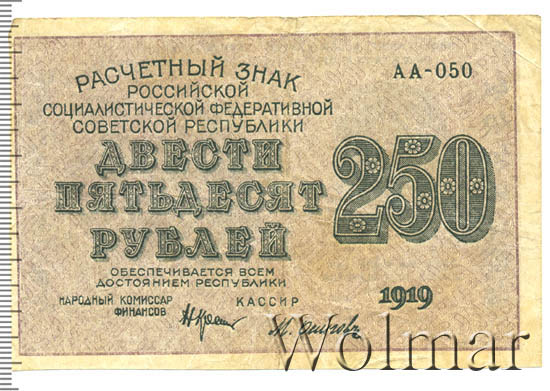 РАСЧЕТНЫЙ ЗНАК
РОССИЙСКОЙ
СОЦИАЛИСТИЧЕСКОЙ ФЕДЕРАТИВНОЙ
СОВЕТСКОЙ РЕСПУБЛИКИ
АА-050
ДВЕСТИ
ПЯТЬДЕСЯТ
РУБЛЕЙ
250
ОБЕСПЕЧИВАЕТСЯ ВСЕМ
ДОСТОЯНИЕМ РЕСПУБЛИКИ
НАРОДНЫЙ КОМИССАР
ФИНАНСОВ
КАССИР
1919
Wolmar